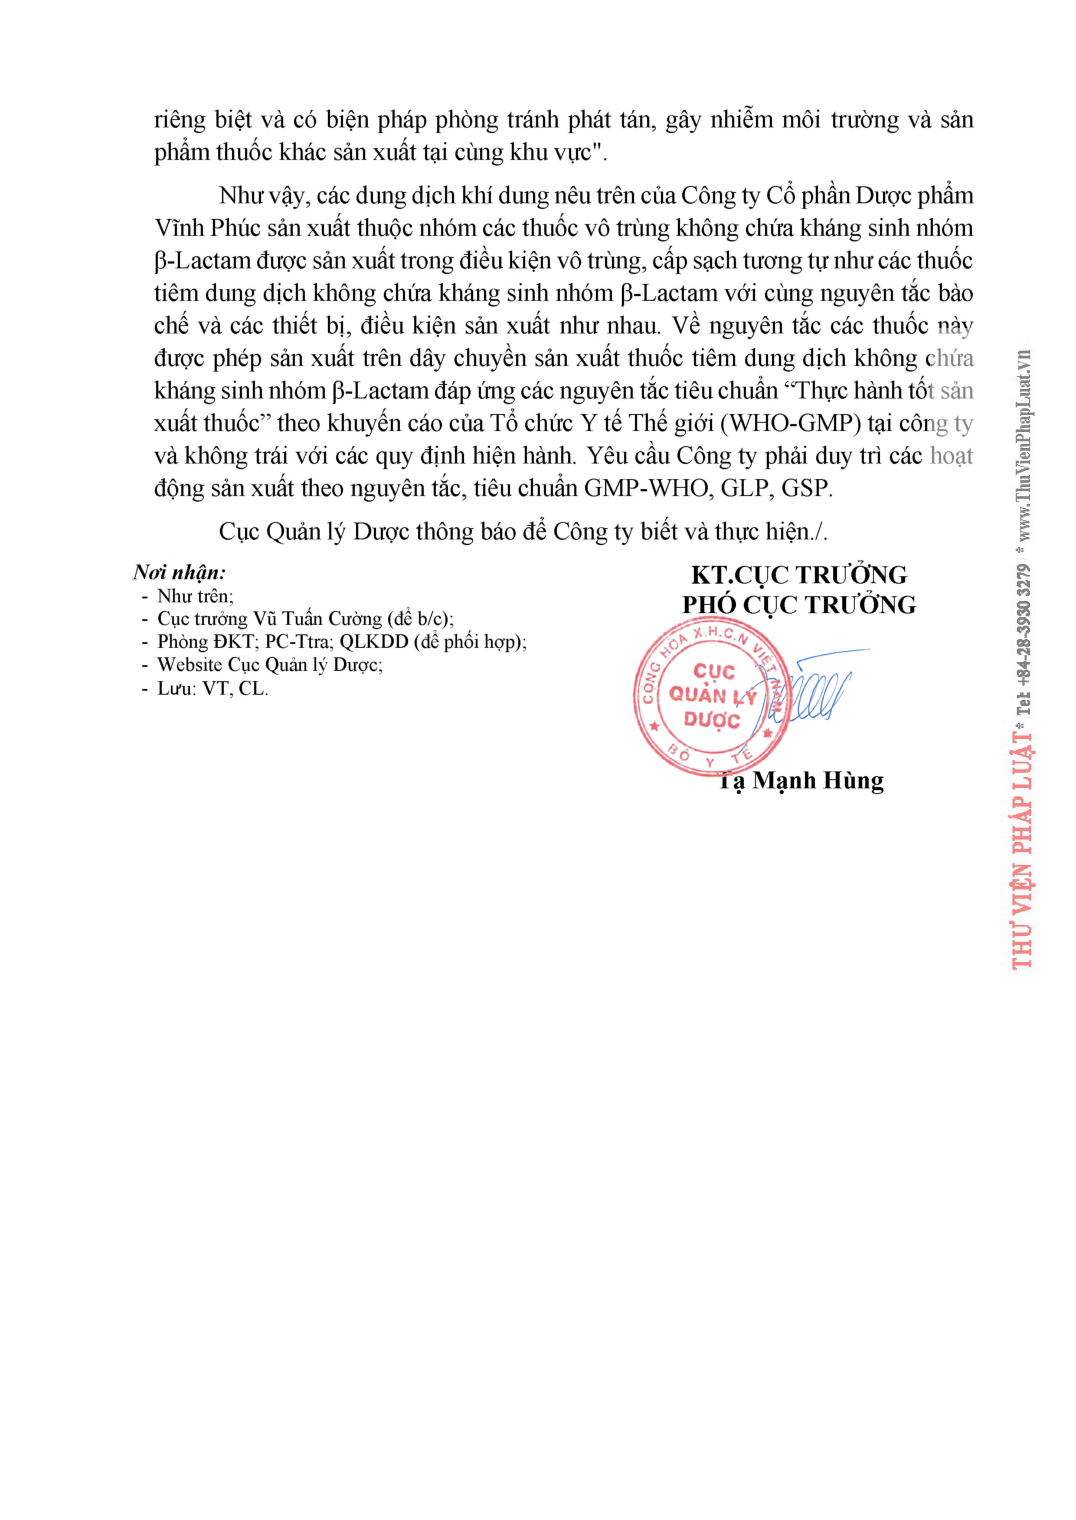 riêng biệt và có biện pháp phòng tránh phát tán, gây nhiễm môi trường và sản
phẩm thuốc khác sản xuất tại cùng khu vực".
Như vậy, các dung dịch khí dung nêu trên của Công ty Cổ phần Dược phẩm
Vĩnh Phúc sản xuất thuộc nhóm các thuốc vô trùng không chứa kháng sinh nhóm
β-Lactam được sản xuất trong điều kiện vô trùng, cấp sạch tương tự như các thuốc
tiêm dung dịch không chứa kháng sinh nhóm β-Lactam với cùng nguyên tắc bào
chế và các thiết bị, điều kiện sản xuất như nhau. Về nguyên tắc các thuốc này
được phép sản xuất trên dây chuyền sản xuất thuốc tiêm dung dịch không chứa
kháng sinh nhóm β-Lactam đáp ứng các nguyên tắc tiêu chuẩn “Thực hành tốt sản
xuất thuốc” theo khuyến cáo của Tổ chức Y tế Thế giới (WHO-GMP) tại công ty
và không trái với các quy định hiện hành. Yêu cầu Công ty phải duy trì các hoạt
động sản xuất theo nguyên tắc, tiêu chuẩn GMP-WHO, GLP, GSP.
Cục Quản lý Dược thông báo để Công ty biết và thực hiện./.
Nơi nhận:
- Như trên;
- Cục trưởng Vũ Tuấn Cường (để b/c);
- Phòng ĐKT; PC-Ttra; QLKDD (để phối hợp);
- Website Cục Quản lý Dược;
- Lưu: VT, CL.
KT.CỤC TRƯỞNG
PHÓ CỤC TRƯỞNG
CỘNG HÒA X.H.C.N VIỆT NAM
CỤC
QUẢN LÝ
DƯỢC
BỘ Y TẾ
Tạ Mạnh Hùng
THƯ VIỆN PHÁP LUẬT * Tel: +84-28-3930 3279 * www.ThuVienPhapLuat.vn